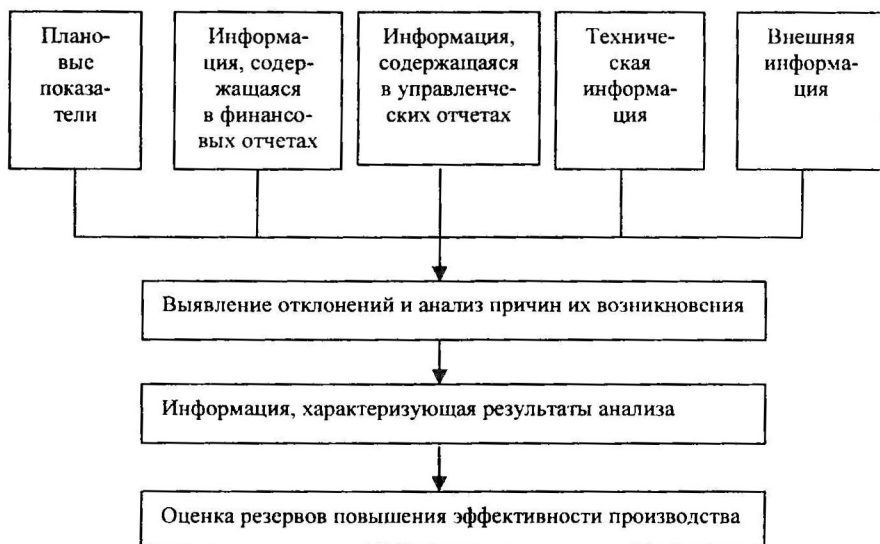 Плано-
вые
показа-
тели
Информа-
ция, содер-
жащаяся
в финансо-
вых отчетах
Информация,
содержащаяся
в управленче-
ских отчетах
Техниче-
ская
информа-
ция
Внешняя
информа-
ция
Выявление отклонений и анализ причин их возникновения
Информация, характеризующая результаты анализа
Оценка резервов повышения эффективности производства